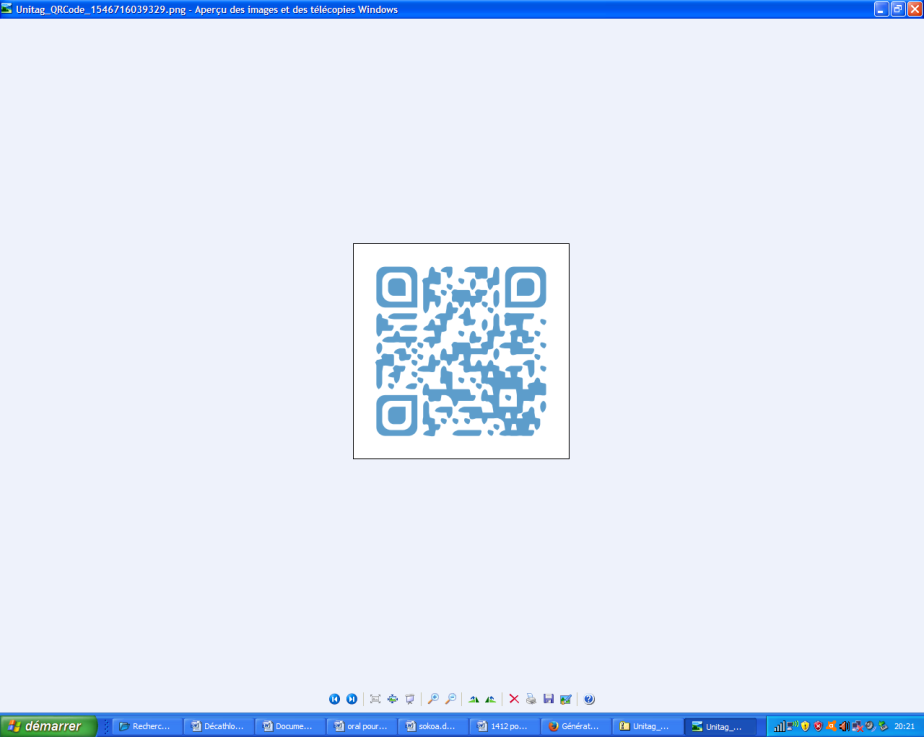 Unitag_QRCode_1546716039329.png - Aperçu des images et des télécopies Windows
démarrer
Recherc...
Décathlo...
Docume...
oral pour...
sokoa.d...
1412 po...
Générat...
Unitag_...
Unitag_...
20:21